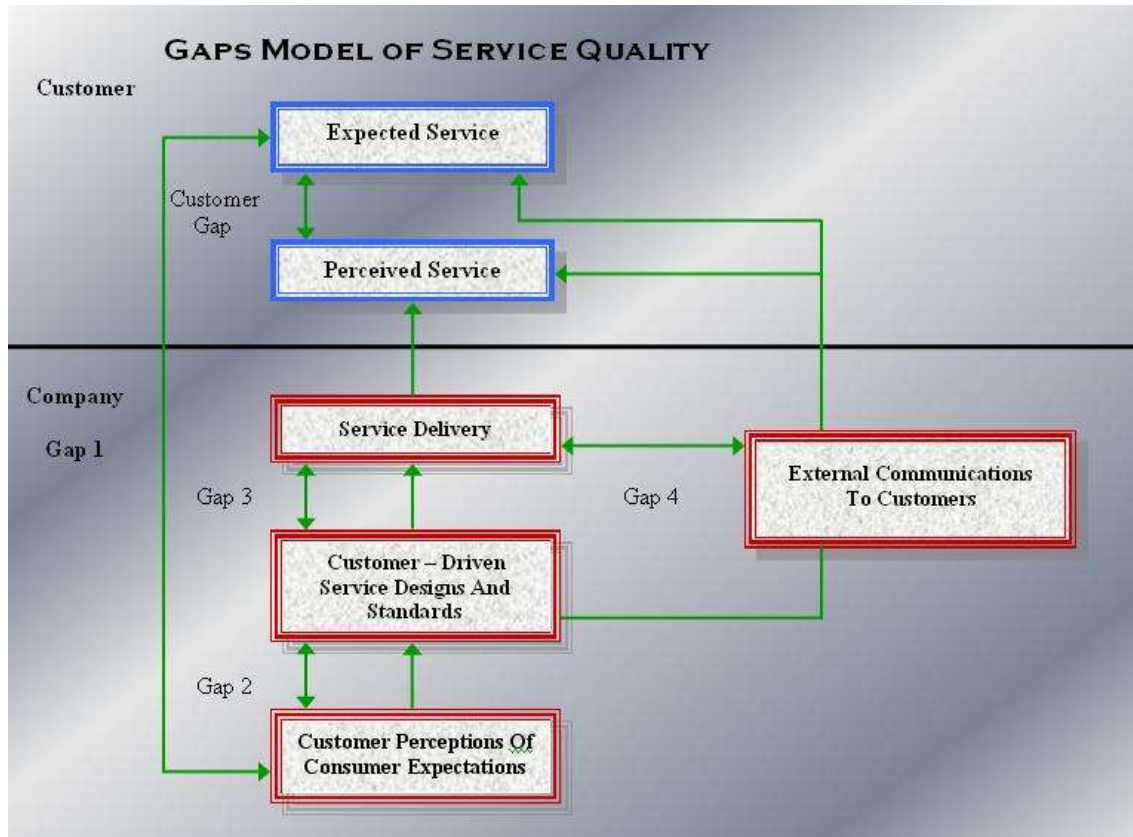 GAPS MODEL OF SERVICE QUALITY
Customer
Expected Service
Customer
Gap
Perceived Service
Company
Gap 1
Service Delivery
Gap 3
Gap 4
External Communications
To Customers
Customer – Driven
Service Designs And
Standards
Gap 2
Customer Perceptions Of
Consumer Expectations